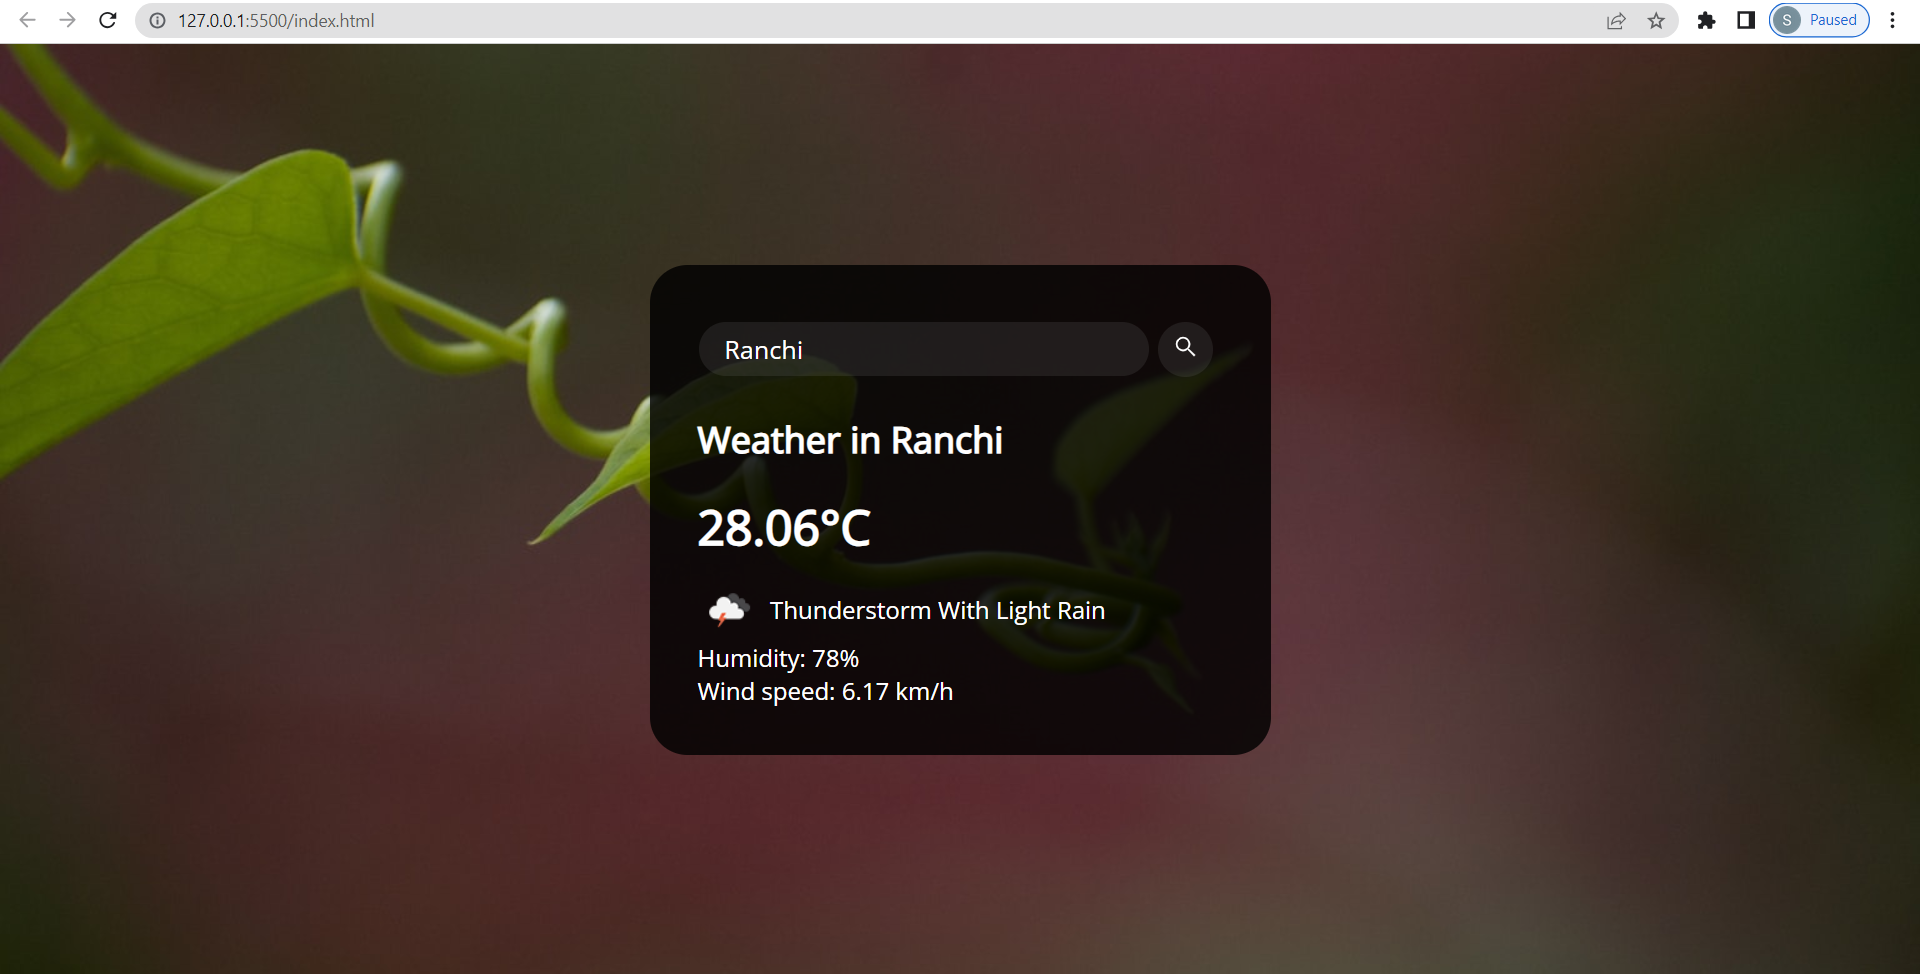 127.0.0.1:5500/index.html
S Paused
Ranchi
Weather in Ranchi
28.06°C
Thunderstorm With Light Rain
Humidity: 78%
Wind speed: 6.17 km/h